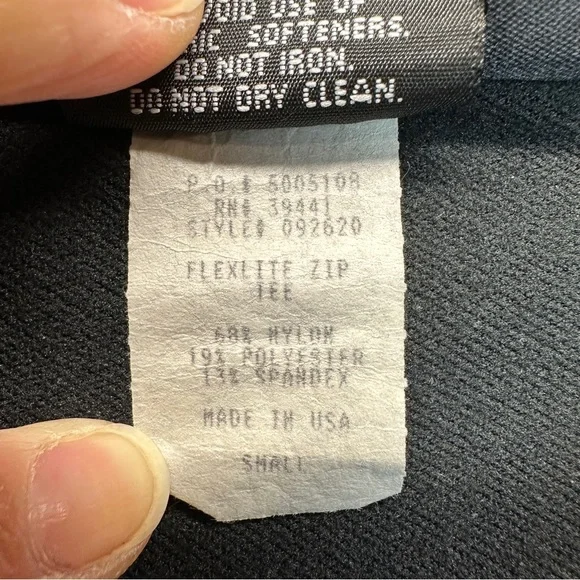 USE OF
SOFTENERS.
DO NOT IRON.
DO NOT DRY CLEAN.
P.O.# 5005108
RN# 39441
STYLE# 092620
FLEXLITE ZIP
TEE
68% NYLON
19% POLYESTER
13% SPANDEX
MADE IN USA
SMALL